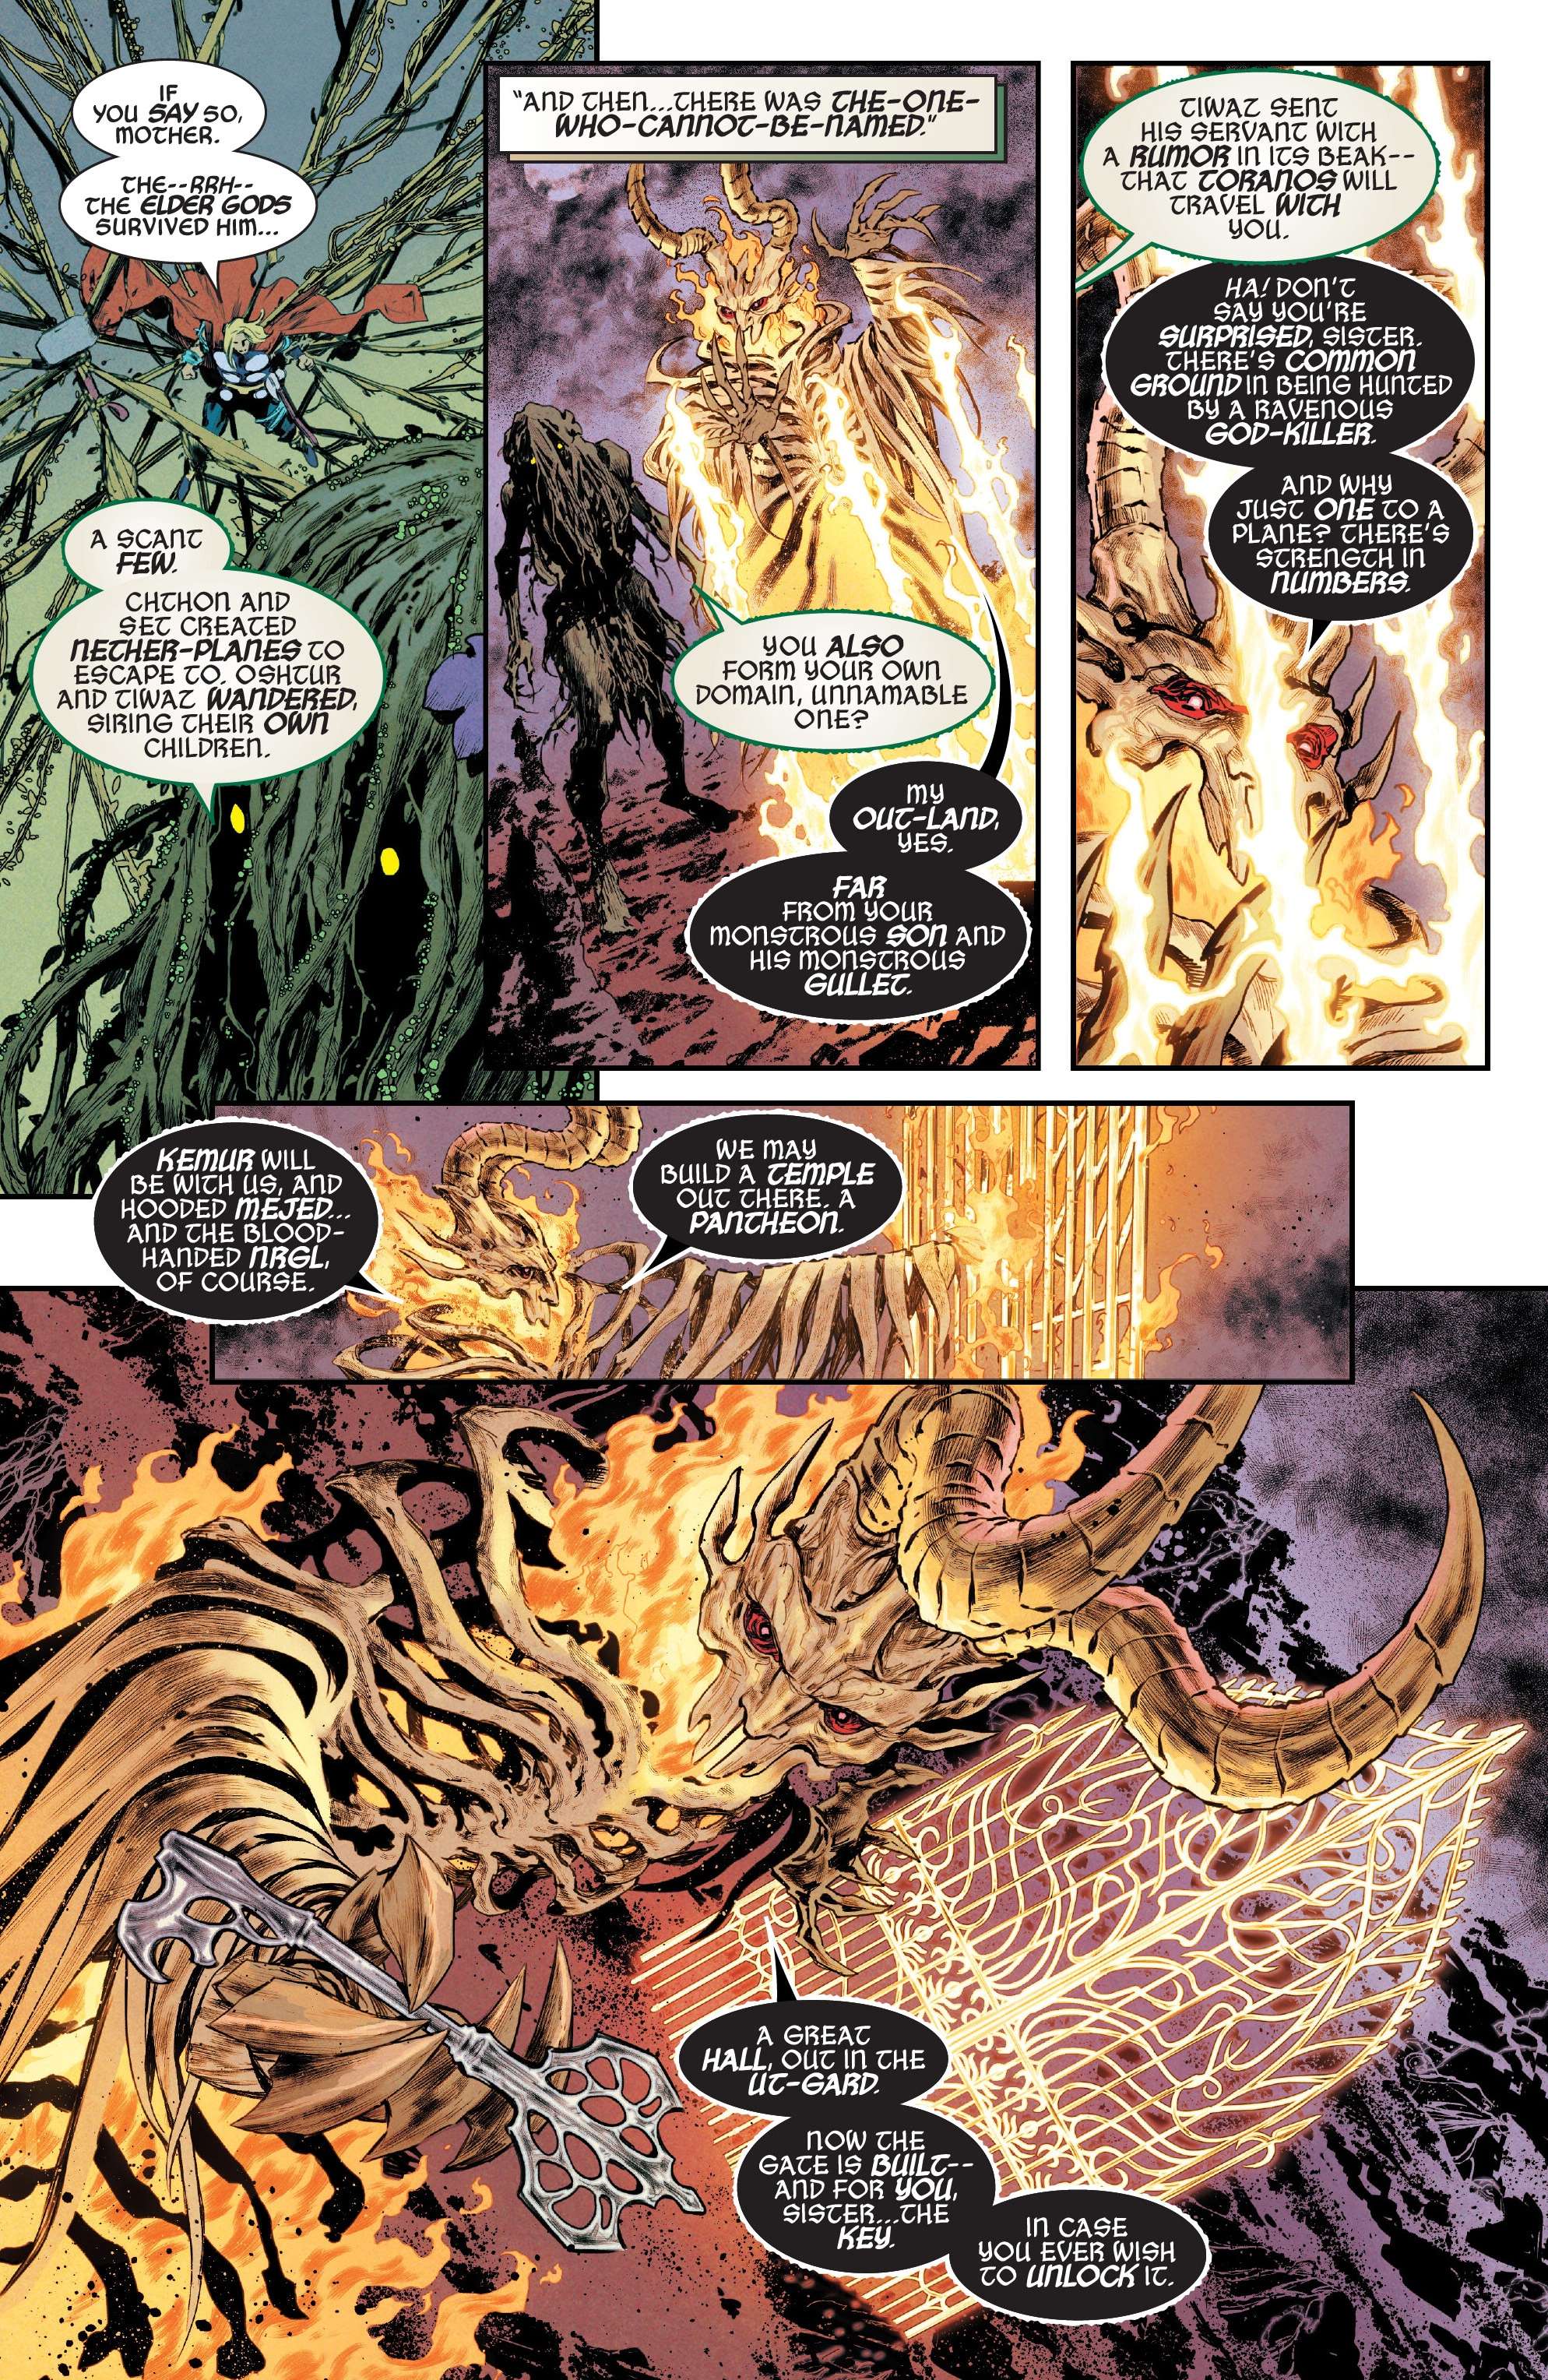 IF
YOU SAY SO,
MOTHER.
THE--RRH--
THE ELDER GODS
SURVIVED HIM...
A SCANT
FEW.
CHTHON AND
SET CREATED
NETHER-PLANES TO
ESCAPE TO. OSHTUR
AND TIWAZ WANDERED,
SIRING THEIR OWN
CHILDREN.
"AND THEN...THERE WAS THE-ONE-
WHO-CANNOT-BE-NAMED."
YOU ALSO
FORM YOUR OWN
DOMAIN, UNNAMABLE
ONE?
MY
OUT-LAND,
YES.
FAR
FROM YOUR
MONSTROUS SON AND
HIS MONSTROUS
GULLET.
TIWAZ SENT
HIS SERVANT WITH
A RUMOR IN ITS BEAK--
THAT TORANOS WILL
TRAVEL WITH
YOU.
HA! DON'T
SAY YOU'RE
SURPRISED, SISTER.
THERE'S COMMON
GROUND IN BEING HUNTED
BY A RAVENOUS
GOD-KILLER.
AND WHY
JUST ONE TO A
PLANE? THERE'S
STRENGTH IN
NUMBERS.
KEMUR WILL
BE WITH US, AND
HOODED MEJED...
AND THE BLOOD-
HANDED NRGL,
OF COURSE.
WE MAY
BUILD A TEMPLE
OUT THERE. A
PANTHEON.
A GREAT
HALL, OUT IN THE
UT-GARD.
NOW THE
GATE IS BUILT--
AND FOR YOU,
SISTER...THE
KEY.
IN CASE
YOU EVER WISH
TO UNLOCK IT.